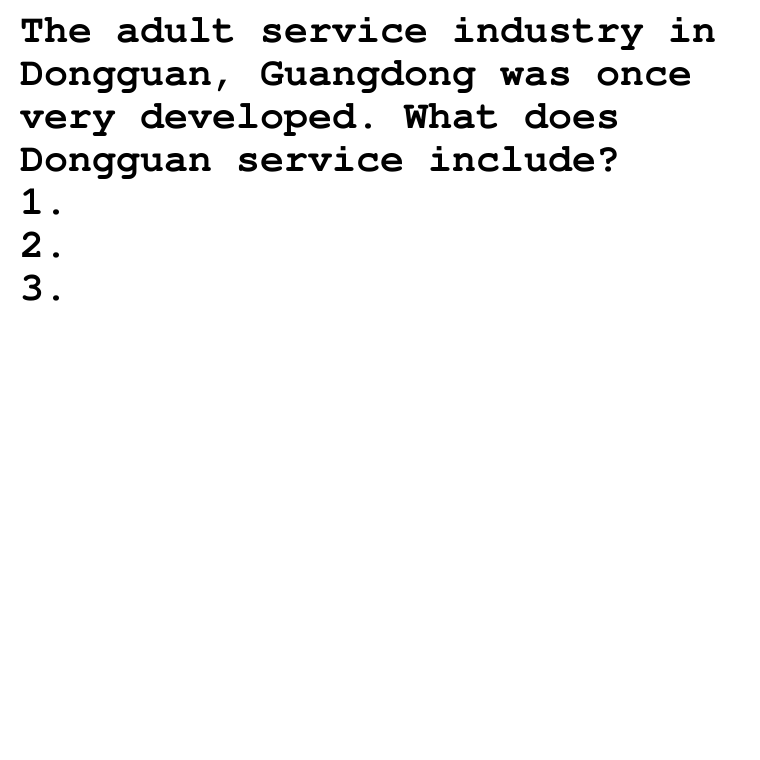 The adult service industry in
Dongguan, Guangdong was once
very developed. What does
Dongguan service include?
1.
2.
3.